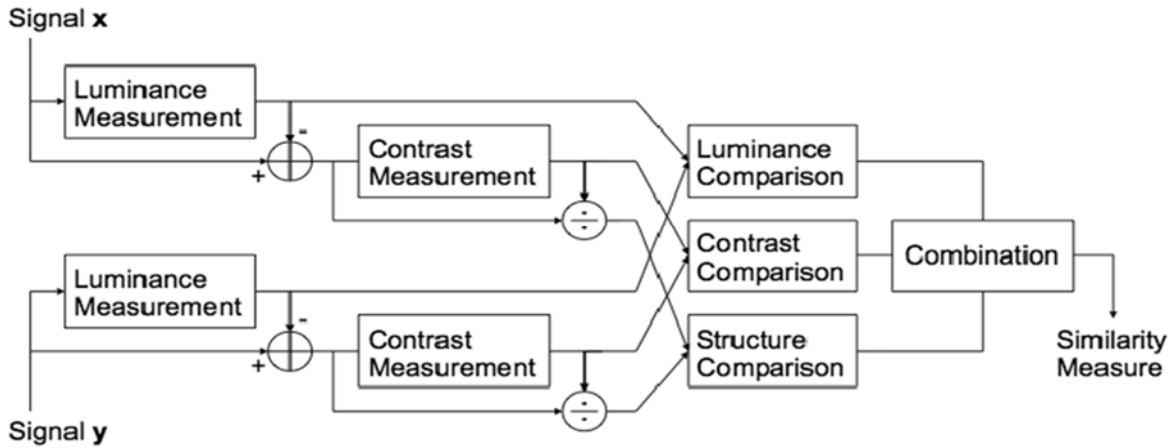 Signal x
Luminance
Measurement
-
+
Contrast
Measurement
÷
Luminance
Comparison
Contrast
Comparison
Combination
Luminance
Measurement
-
+
Contrast
Measurement
÷
Structure
Comparison
Similarity
Measure
Signal y